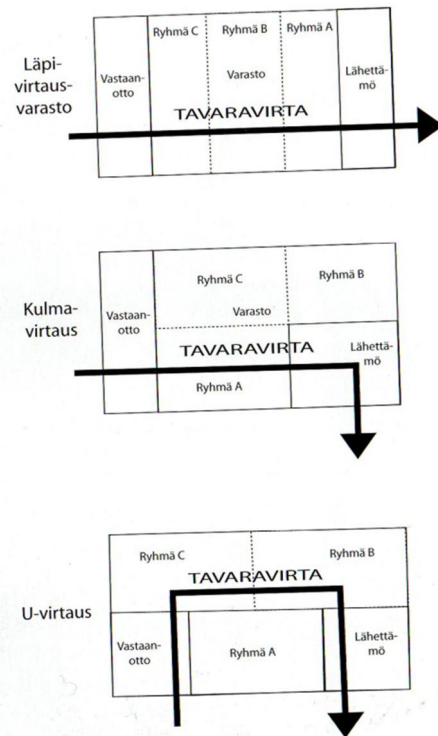 Läpi-
virtaus-
varasto
Vastaan-
otto
Ryhmä C
Ryhmä B
Ryhmä A
Varasto
Lähettä-
mö
TAVARAVIRTA
Kulma-
virtaus
Vastaan-
otto
Ryhmä C
Ryhmä B
Varasto
TAVARAVIRTA
Lähettä-
mö
Ryhmä A
U-virtaus
Ryhmä C
Ryhmä B
TAVARAVIRTA
Vastaan-
otto
Ryhmä A
Lähettä-
mö